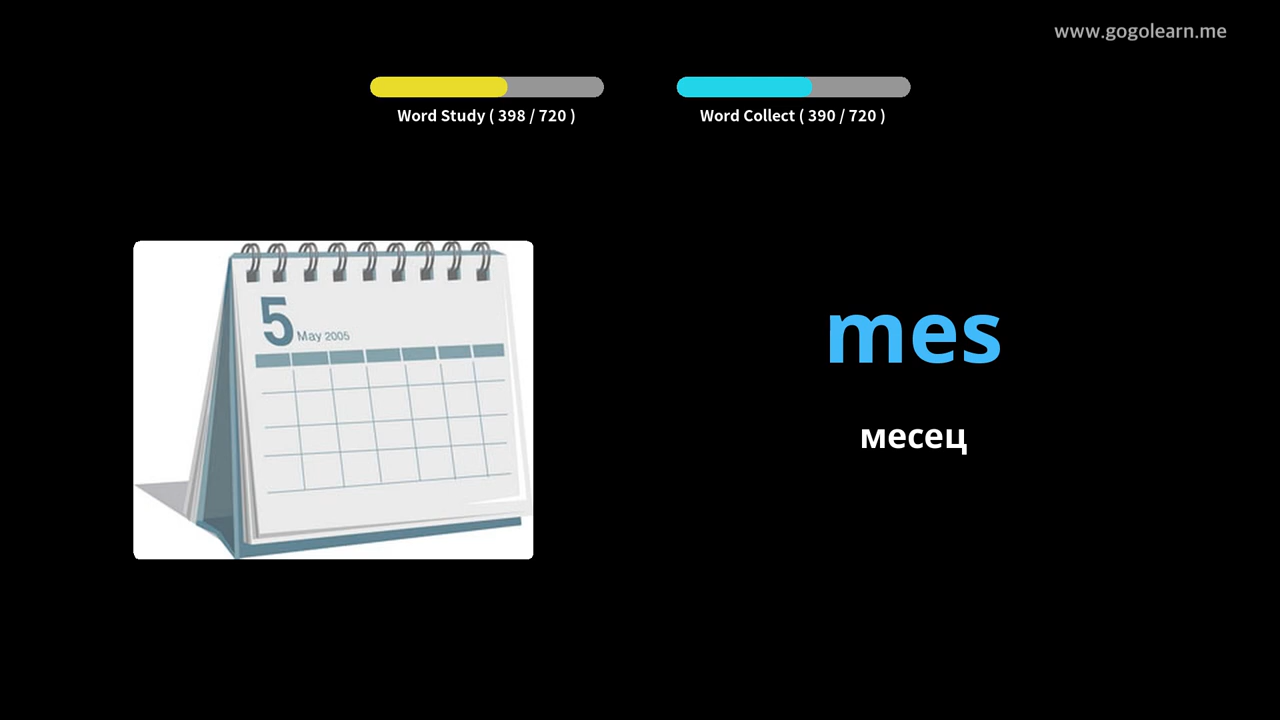 www.gogolearn.me
Word Study ( 398 / 720 )
Word Collect ( 390 / 720 )
5 May 2005
mes
месец